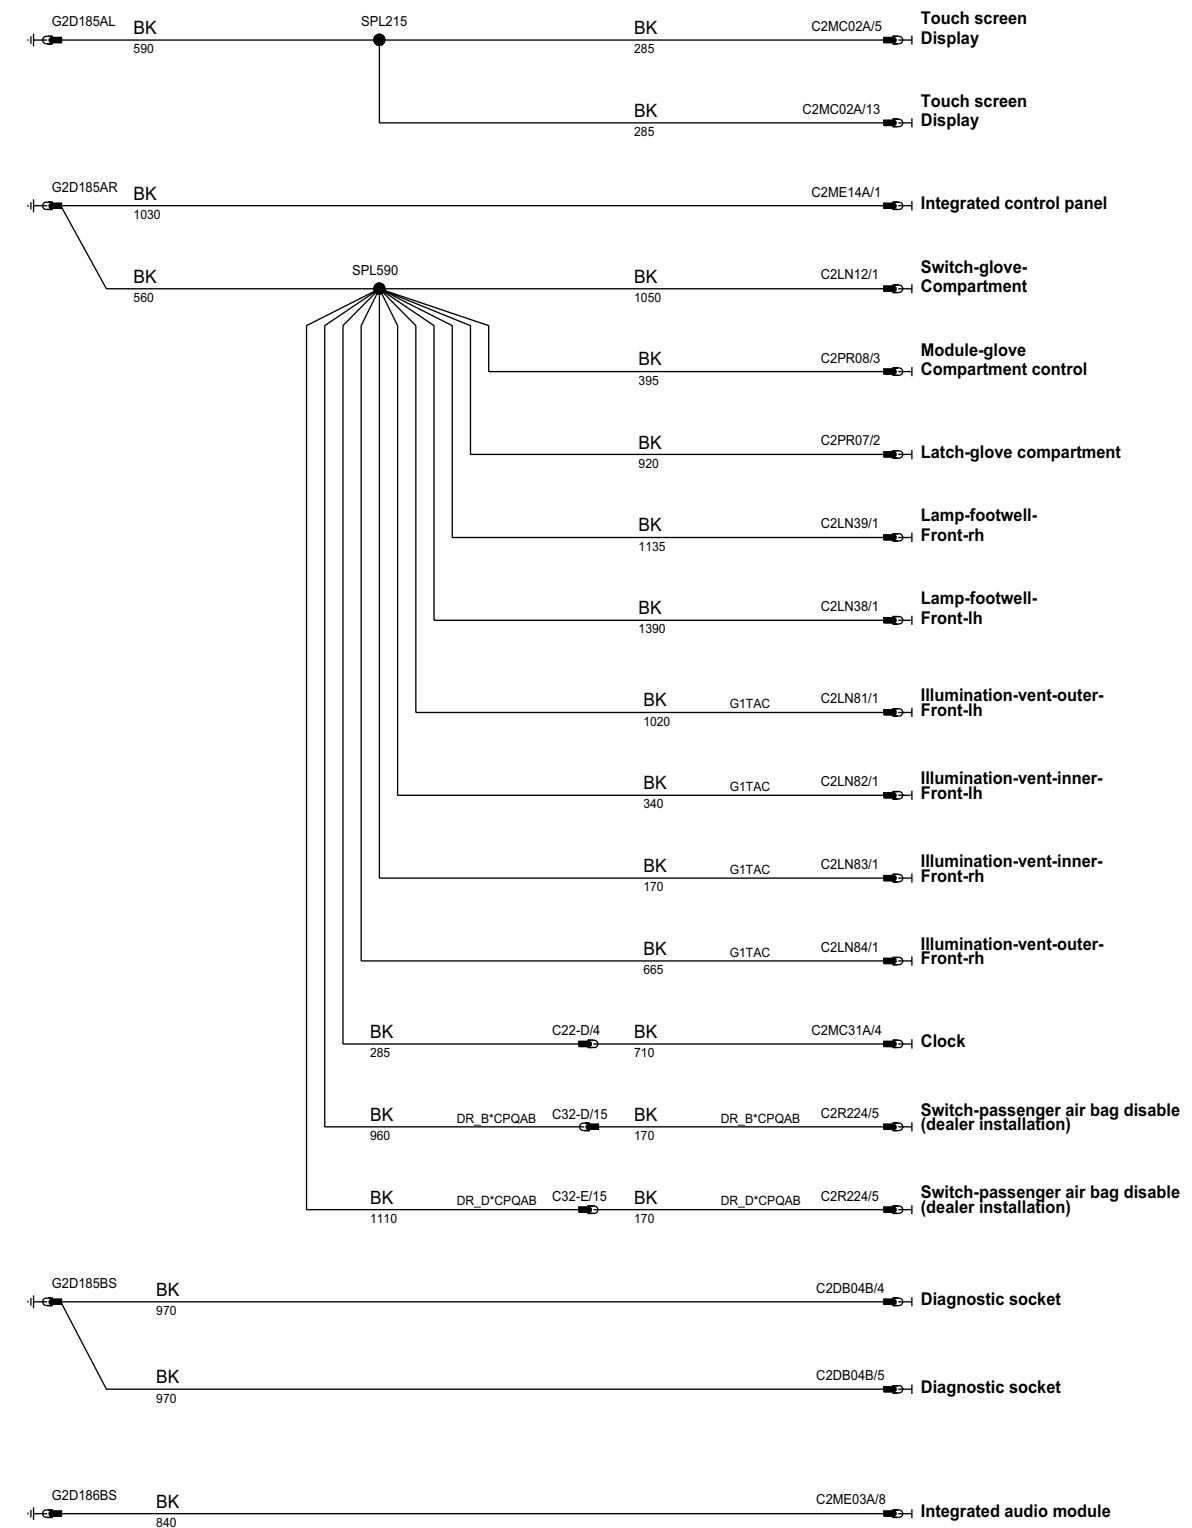 G2D185AL
BK
590
SPL215
BK
285
C2MC02A/5
Touch screen
Display
BK
285
C2MC02A/13
Touch screen
Display
G2D185AR
BK
1030
C2ME14A/1
Integrated control panel
BK
560
SPL590
BK
1050
C2LN12/1
Switch-glove-
Compartment
BK
395
C2PR08/3
Module-glove
Compartment control
BK
920
C2PR07/2
Latch-glove compartment
BK
1135
C2LN39/1
Lamp-footwell-
Front-rh
BK
1390
C2LN38/1
Lamp-footwell-
Front-lh
BK
1020
G1TAC
C2LN81/1
Illumination-vent-outer-
Front-lh
BK
340
G1TAC
C2LN82/1
Illumination-vent-inner-
Front-lh
BK
170
G1TAC
C2LN83/1
Illumination-vent-inner-
Front-rh
BK
665
G1TAC
C2LN84/1
Illumination-vent-outer-
Front-rh
BK
285
C22-D/4
BK
710
C2MC31A/4
Clock
BK
960
DR_B*CPQAB
C32-D/15
BK
170
DR_B*CPQAB
C2R224/5
Switch-passenger air bag disable
(dealer installation)
BK
1110
DR_D*CPQAB
C32-E/15
BK
170
DR_D*CPQAB
C2R224/5
Switch-passenger air bag disable
(dealer installation)
G2D185BS
BK
970
C2DB04B/4
Diagnostic socket
BK
970
C2DB04B/5
Diagnostic socket
G2D186BS
BK
840
C2ME03A/8
Integrated audio module